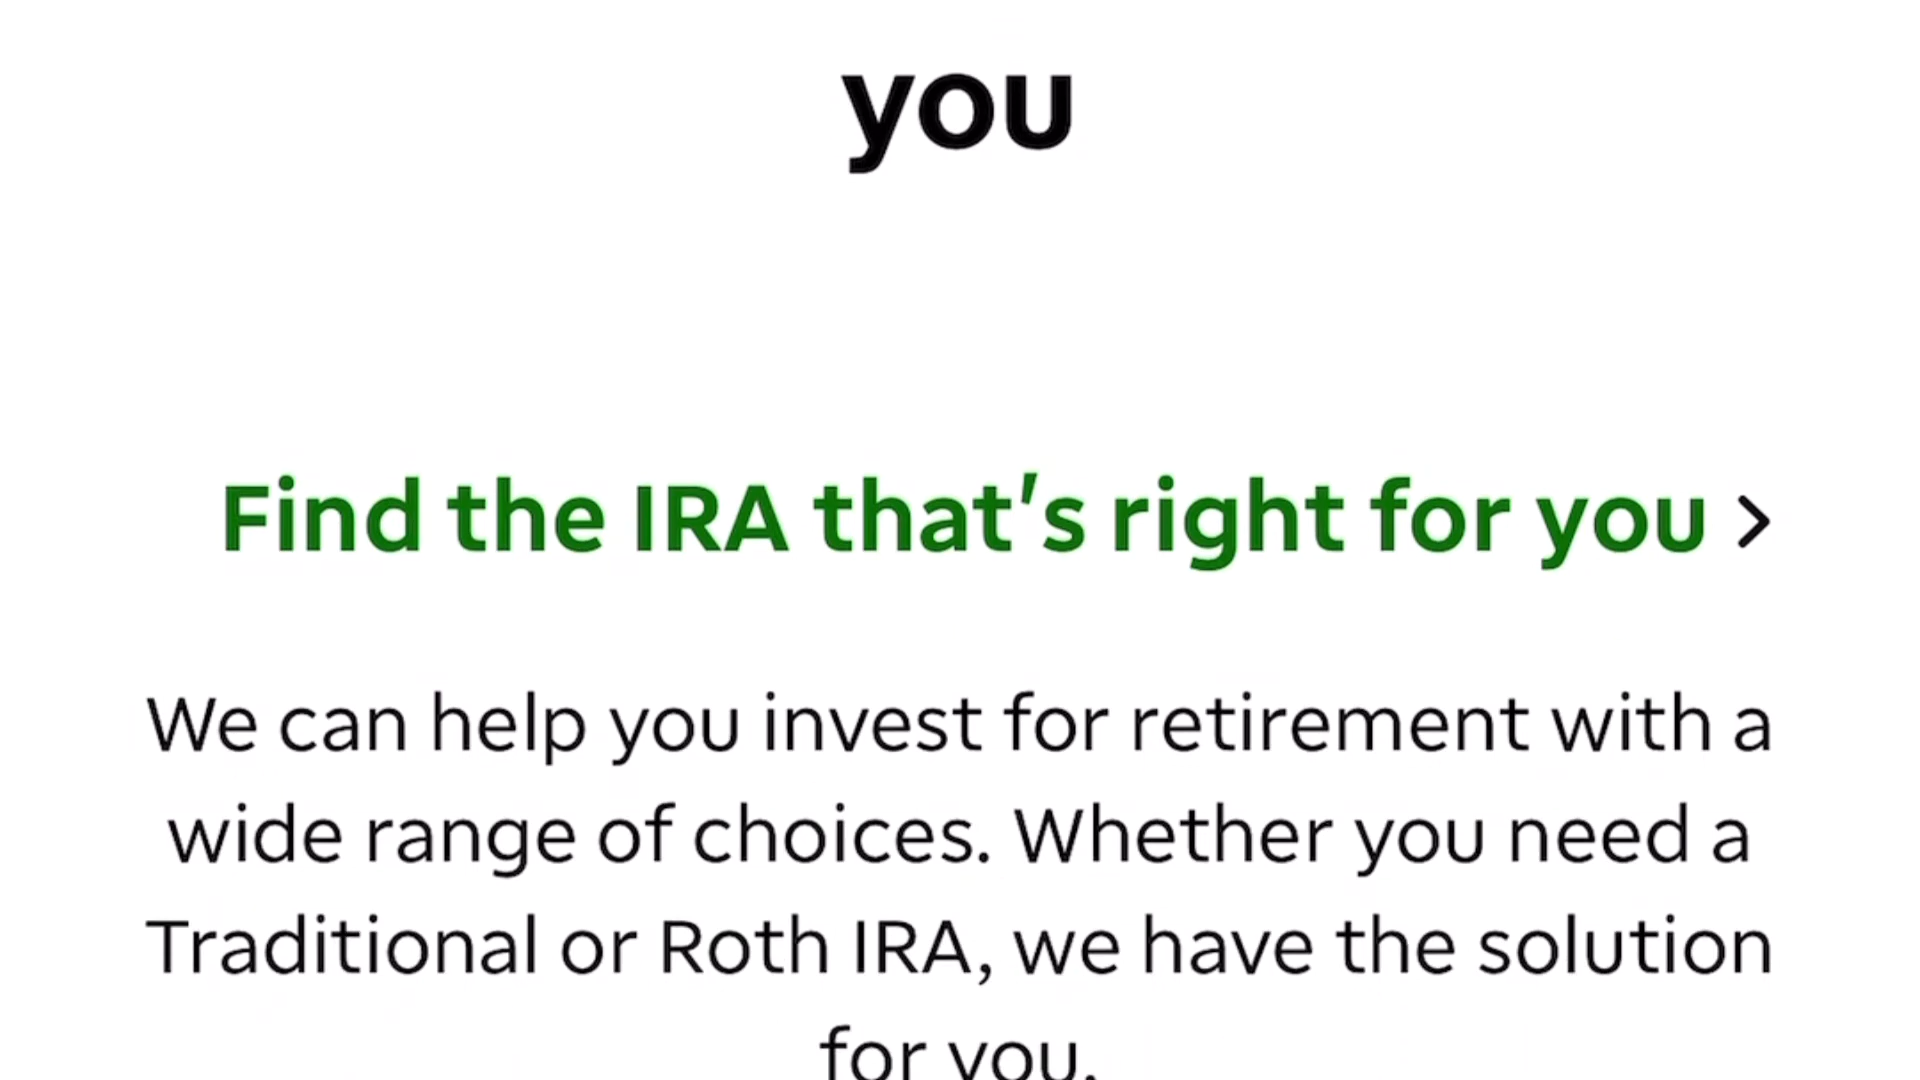 you
Find the IRA that's right for you >
We can help you invest for retirement with a
wide range of choices. Whether you need a
Traditional or Roth IRA, we have the solution
for you.